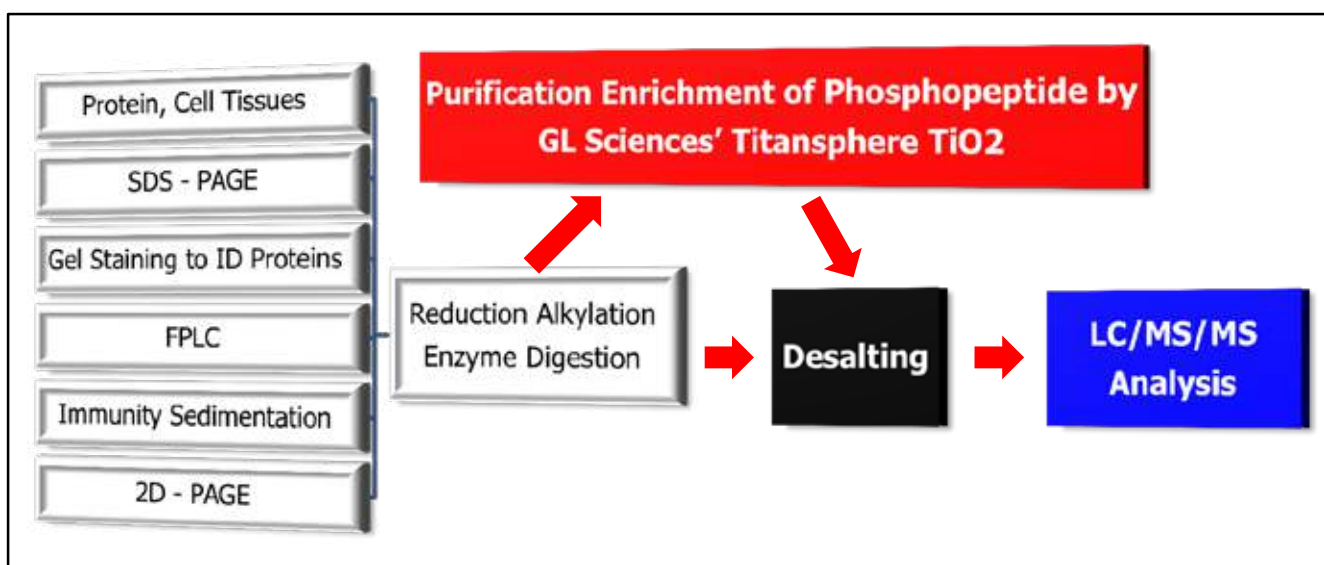 Protein, Cell Tissues
SDS - PAGE
Gel Staining to ID Proteins
FPLC
Immunity Sedimentation
2D - PAGE
Reduction Alkylation
Enzyme Digestion
Purification Enrichment of Phosphopeptide by
GL Sciences’ Titansphere TiO2
Desalting
LC/MS/MS
Analysis